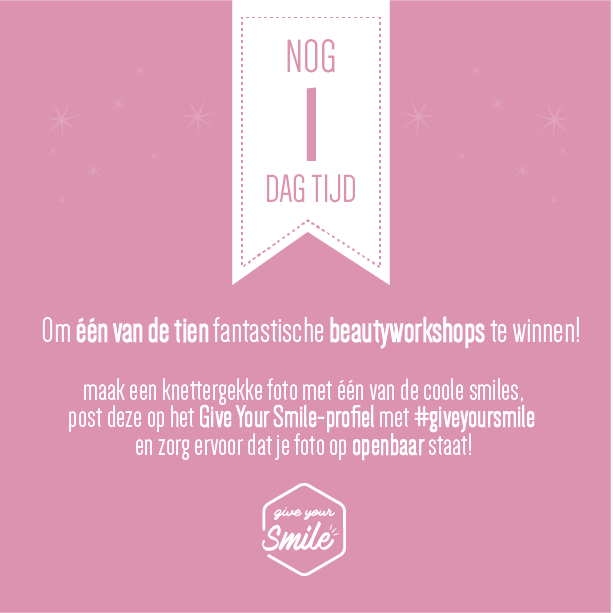 NOG
1
DAG TIJD
Om één van de tien fantastische beautyworkshops te winnen!
maak een knettergekke foto met één van de coole smiles,
post deze op het Give Your Smile-profiel met #giveyoursmile
en zorg ervoor dat je foto op openbaar staat!
give your
Smile